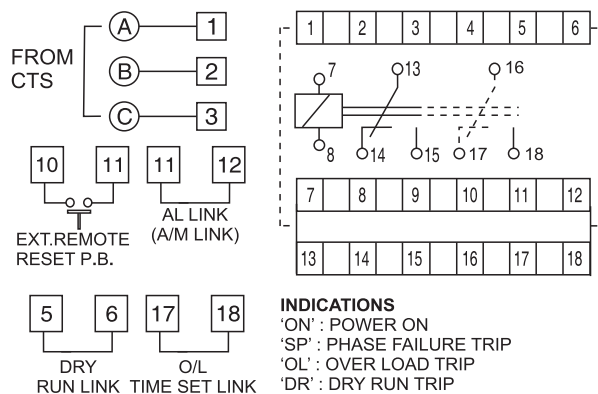 FROM
CTS
A 1
B 2
C 3
10 11
EXT.REMOTE
RESET P.B.
11 12
AL LINK
(A/M LINK)
5 6
DRY
RUN LINK
17 18
O/L
TIME SET LINK
1 2 3 4 5 6
7 13 16
8 14 15 17 18
7 8 9 10 11 12
13 14 15 16 17 18
INDICATIONS
'ON' : POWER ON
'SP' : PHASE FAILURE TRIP
'OL' : OVER LOAD TRIP
'DR' : DRY RUN TRIP